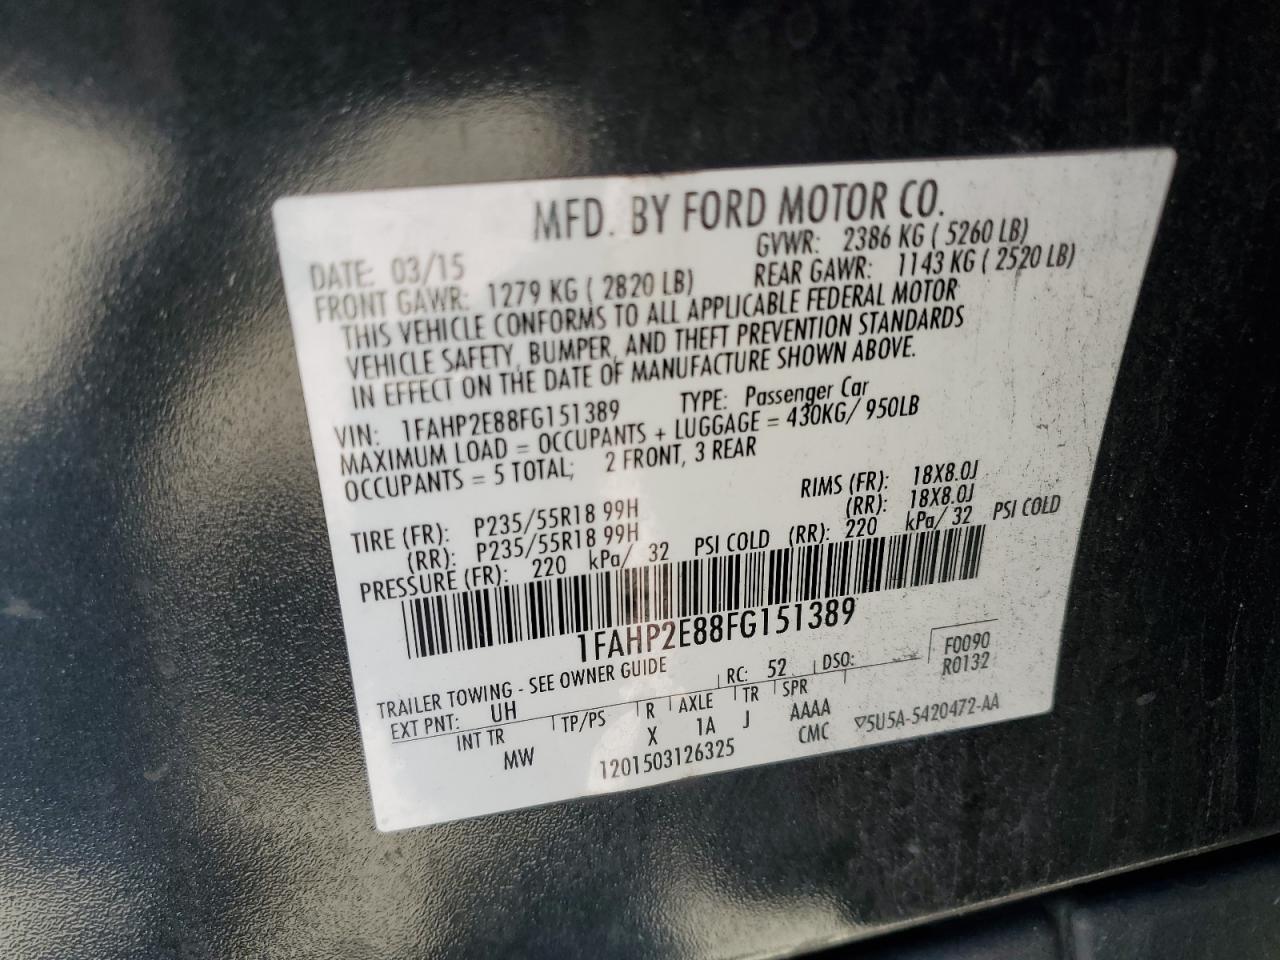 MFD. BY FORD MOTOR CO.
DATE: 03/15 GVWR: 2386 KG ( 5260 LB)
FRONT GAWR: 1279 KG ( 2820 LB) REAR GAWR: 1143 KG ( 2520 LB)
THIS VEHICLE CONFORMS TO ALL APPLICABLE FEDERAL MOTOR
VEHICLE SAFETY, BUMPER, AND THEFT PREVENTION STANDARDS
IN EFFECT ON THE DATE OF MANUFACTURE SHOWN ABOVE.
VIN: 1FAHP2E88FG151389 TYPE: Passenger Car
MAXIMUM LOAD = OCCUPANTS + LUGGAGE = 430KG/ 950LB
OCCUPANTS = 5 TOTAL; 2 FRONT, 3 REAR
TIRE (FR): P235/55R18 99H RIMS (FR): 18X8.0J
(RR): P235/55R18 99H (RR): 18X8.0J
PRESSURE (FR): 220 kPa/ 32 PSI COLD (RR): 220 kPa/ 32 PSI COLD
1FAHP2E88FG151389
TRAILER TOWING - SEE OWNER GUIDE
EXT PNT: UH RC: 52 DSO: F0090
R0132
INT TR TP/PS R AXLE TR SPR
MW X 1A J AAAA
1201503126325 CMC ▽5U5A-5420472-AA